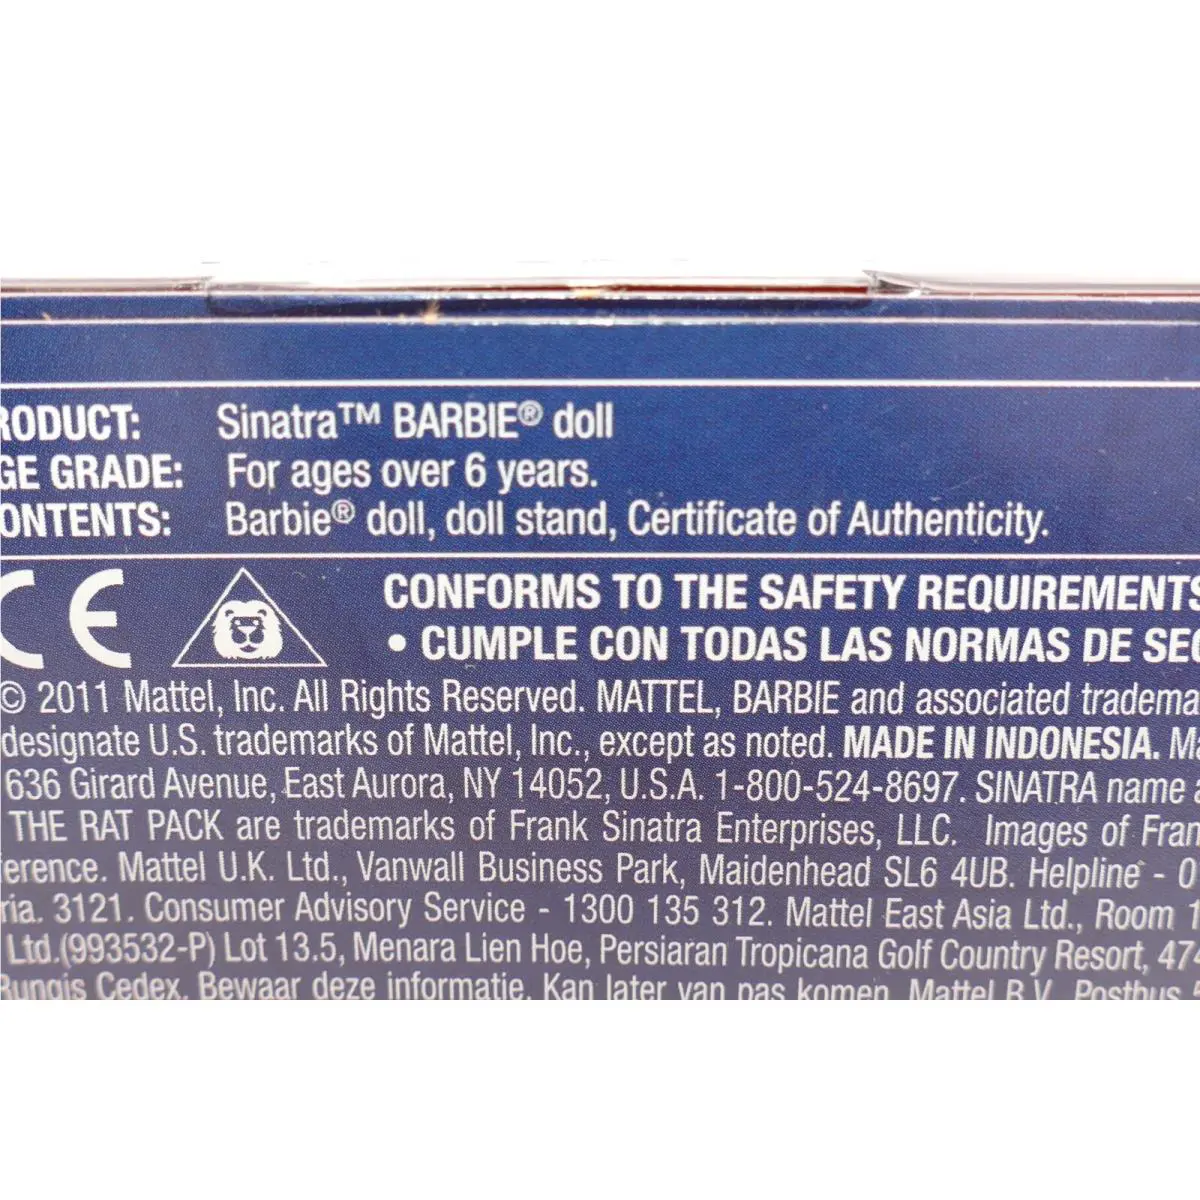 RODUCT: Sinatra™ BARBIE® doll
GE GRADE: For ages over 6 years.
ONTENTS: Barbie® doll, doll stand, Certificate of Authenticity.
CE CONFORMS TO THE SAFETY REQUIREMENTS
• CUMPLE CON TODAS LAS NORMAS DE SEG
© 2011 Mattel, Inc. All Rights Reserved. MATTEL, BARBIE and associated tradema
designate U.S. trademarks of Mattel, Inc., except as noted. MADE IN INDONESIA. Ma
636 Girard Avenue, East Aurora, NY 14052, U.S.A. 1-800-524-8697. SINATRA name a
THE RAT PACK are trademarks of Frank Sinatra Enterprises, LLC. Images of Fran
erence. Mattel U.K. Ltd., Vanwall Business Park, Maidenhead SL6 4UB. Helpline - 0
ria. 3121. Consumer Advisory Service - 1300 135 312. Mattel East Asia Ltd., Room 1
Ltd.(993532-P) Lot 13.5, Menara Lien Hoe, Persiaran Tropicana Golf Country Resort, 474
Rungis Cedex. Bewaar deze informatie. Kan later van pas komen. Mattel B.V., Postbus 5